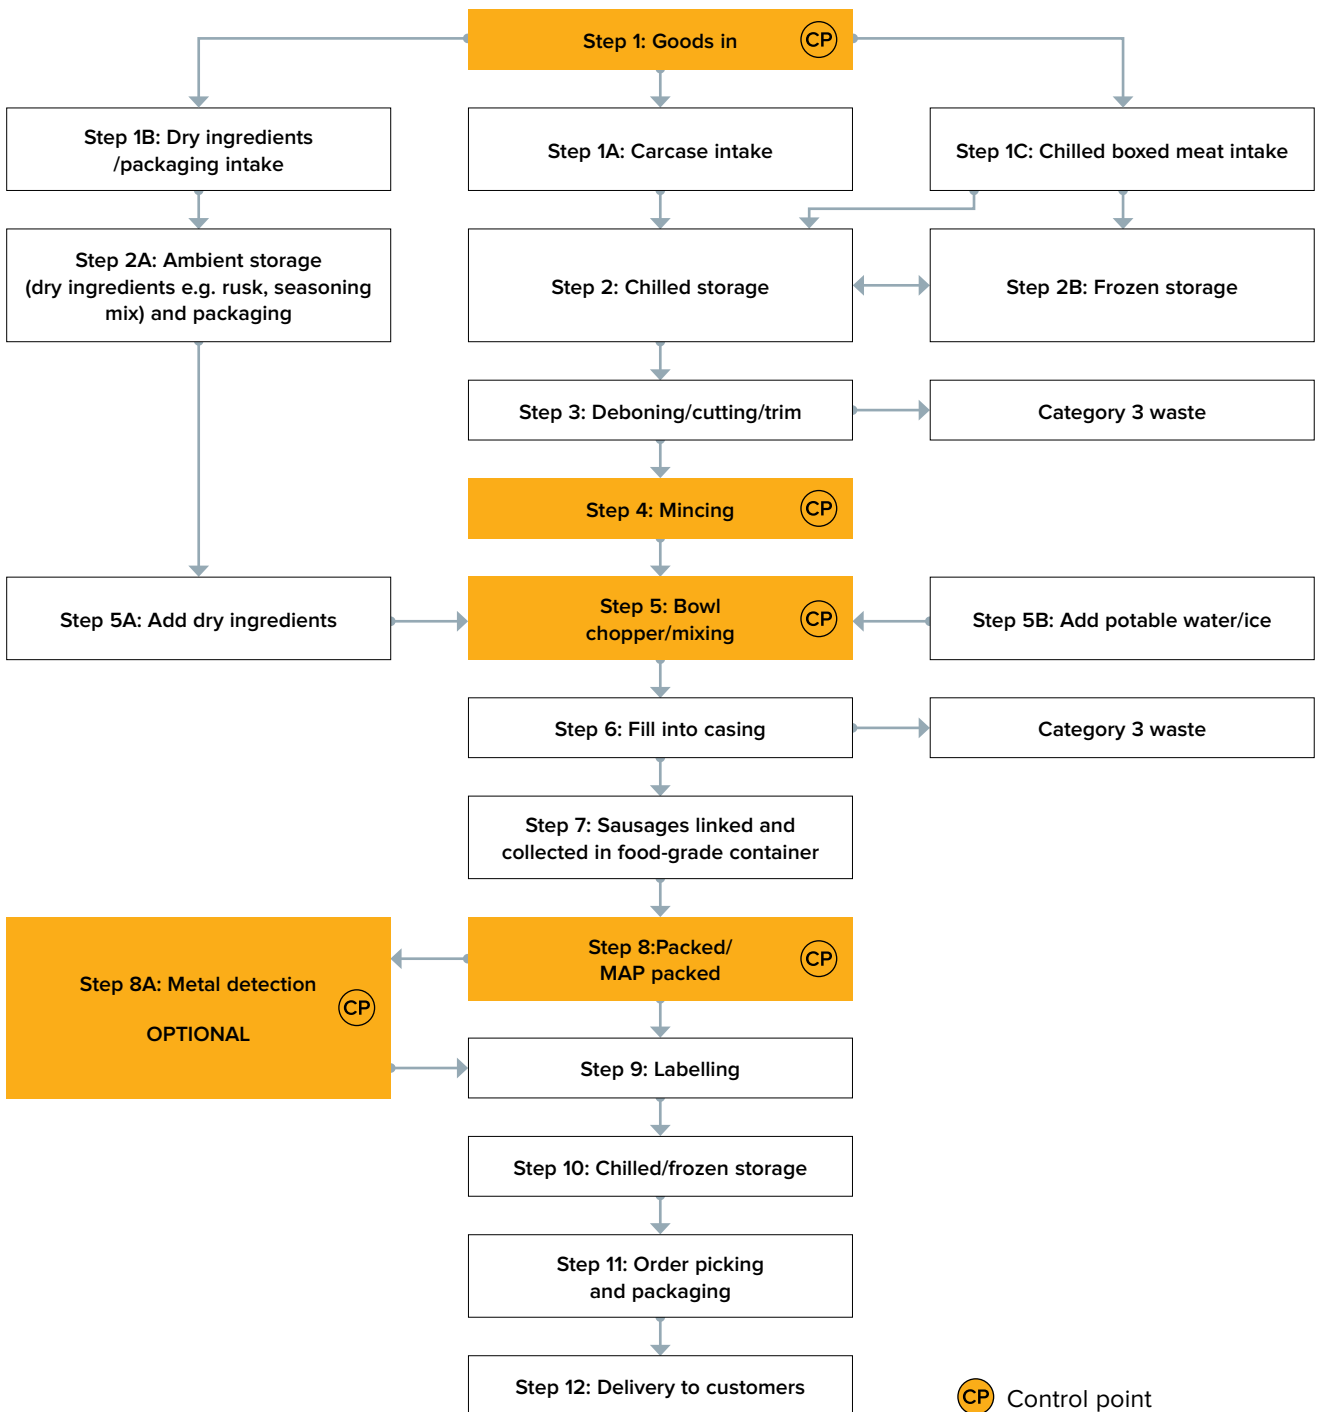 Step 1: Goods in
CP
Step 1B: Dry ingredients
/packaging intake
Step 1A: Carcase intake
Step 1C: Chilled boxed meat intake
Step 2A: Ambient storage
(dry ingredients e.g. rusk, seasoning
mix) and packaging
Step 2: Chilled storage
Step 2B: Frozen storage
Step 3: Deboning/cutting/trim
Category 3 waste
Step 4: Mincing
CP
Step 5A: Add dry ingredients
Step 5: Bowl
chopper/mixing
CP
Step 5B: Add potable water/ice
Step 6: Fill into casing
Category 3 waste
Step 7: Sausages linked and
collected in food-grade container
Step 8:Packed/
MAP packed
CP
Step 8A: Metal detection
OPTIONAL
CP
Step 9: Labelling
Step 10: Chilled/frozen storage
Step 11: Order picking
and packaging
Step 12: Delivery to customers
CP Control point